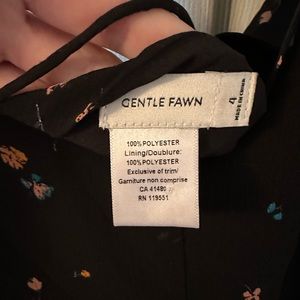 GENTLE FAWN
4
MADE IN CHINA
100% POLYESTER
Lining/Doublure:
100% POLYESTER
Exclusive of trim/
Garniture non comprise
CA 41480
RN 119551